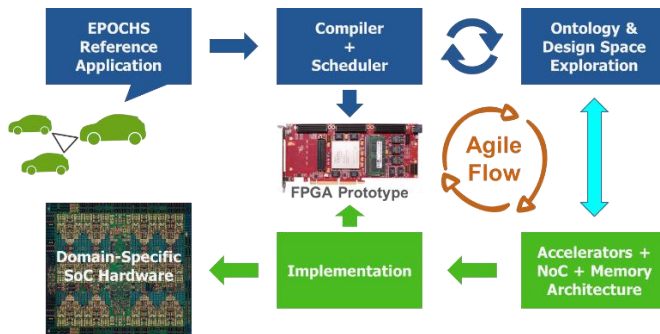 EPOCHS
Reference
Application
Compiler
+
Scheduler
Ontology &
Design Space
Exploration
FPGA Prototype
Agile
Flow
Domain-Specific
SoC Hardware
Implementation
Accelerators +
NoC + Memory
Architecture